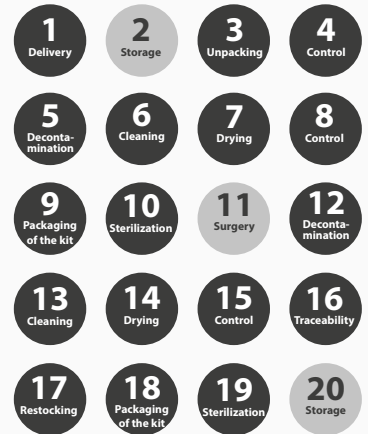 1
Delivery
2
Storage
3
Unpacking
4
Control
5
Deconta-
mination
6
Cleaning
7
Drying
8
Control
9
Packaging
of the kit
10
Sterilization
11
Surgery
12
Deconta-
mination
13
Cleaning
14
Drying
15
Control
16
Traceability
17
Restocking
18
Packaging
of the kit
19
Sterilization
20
Storage